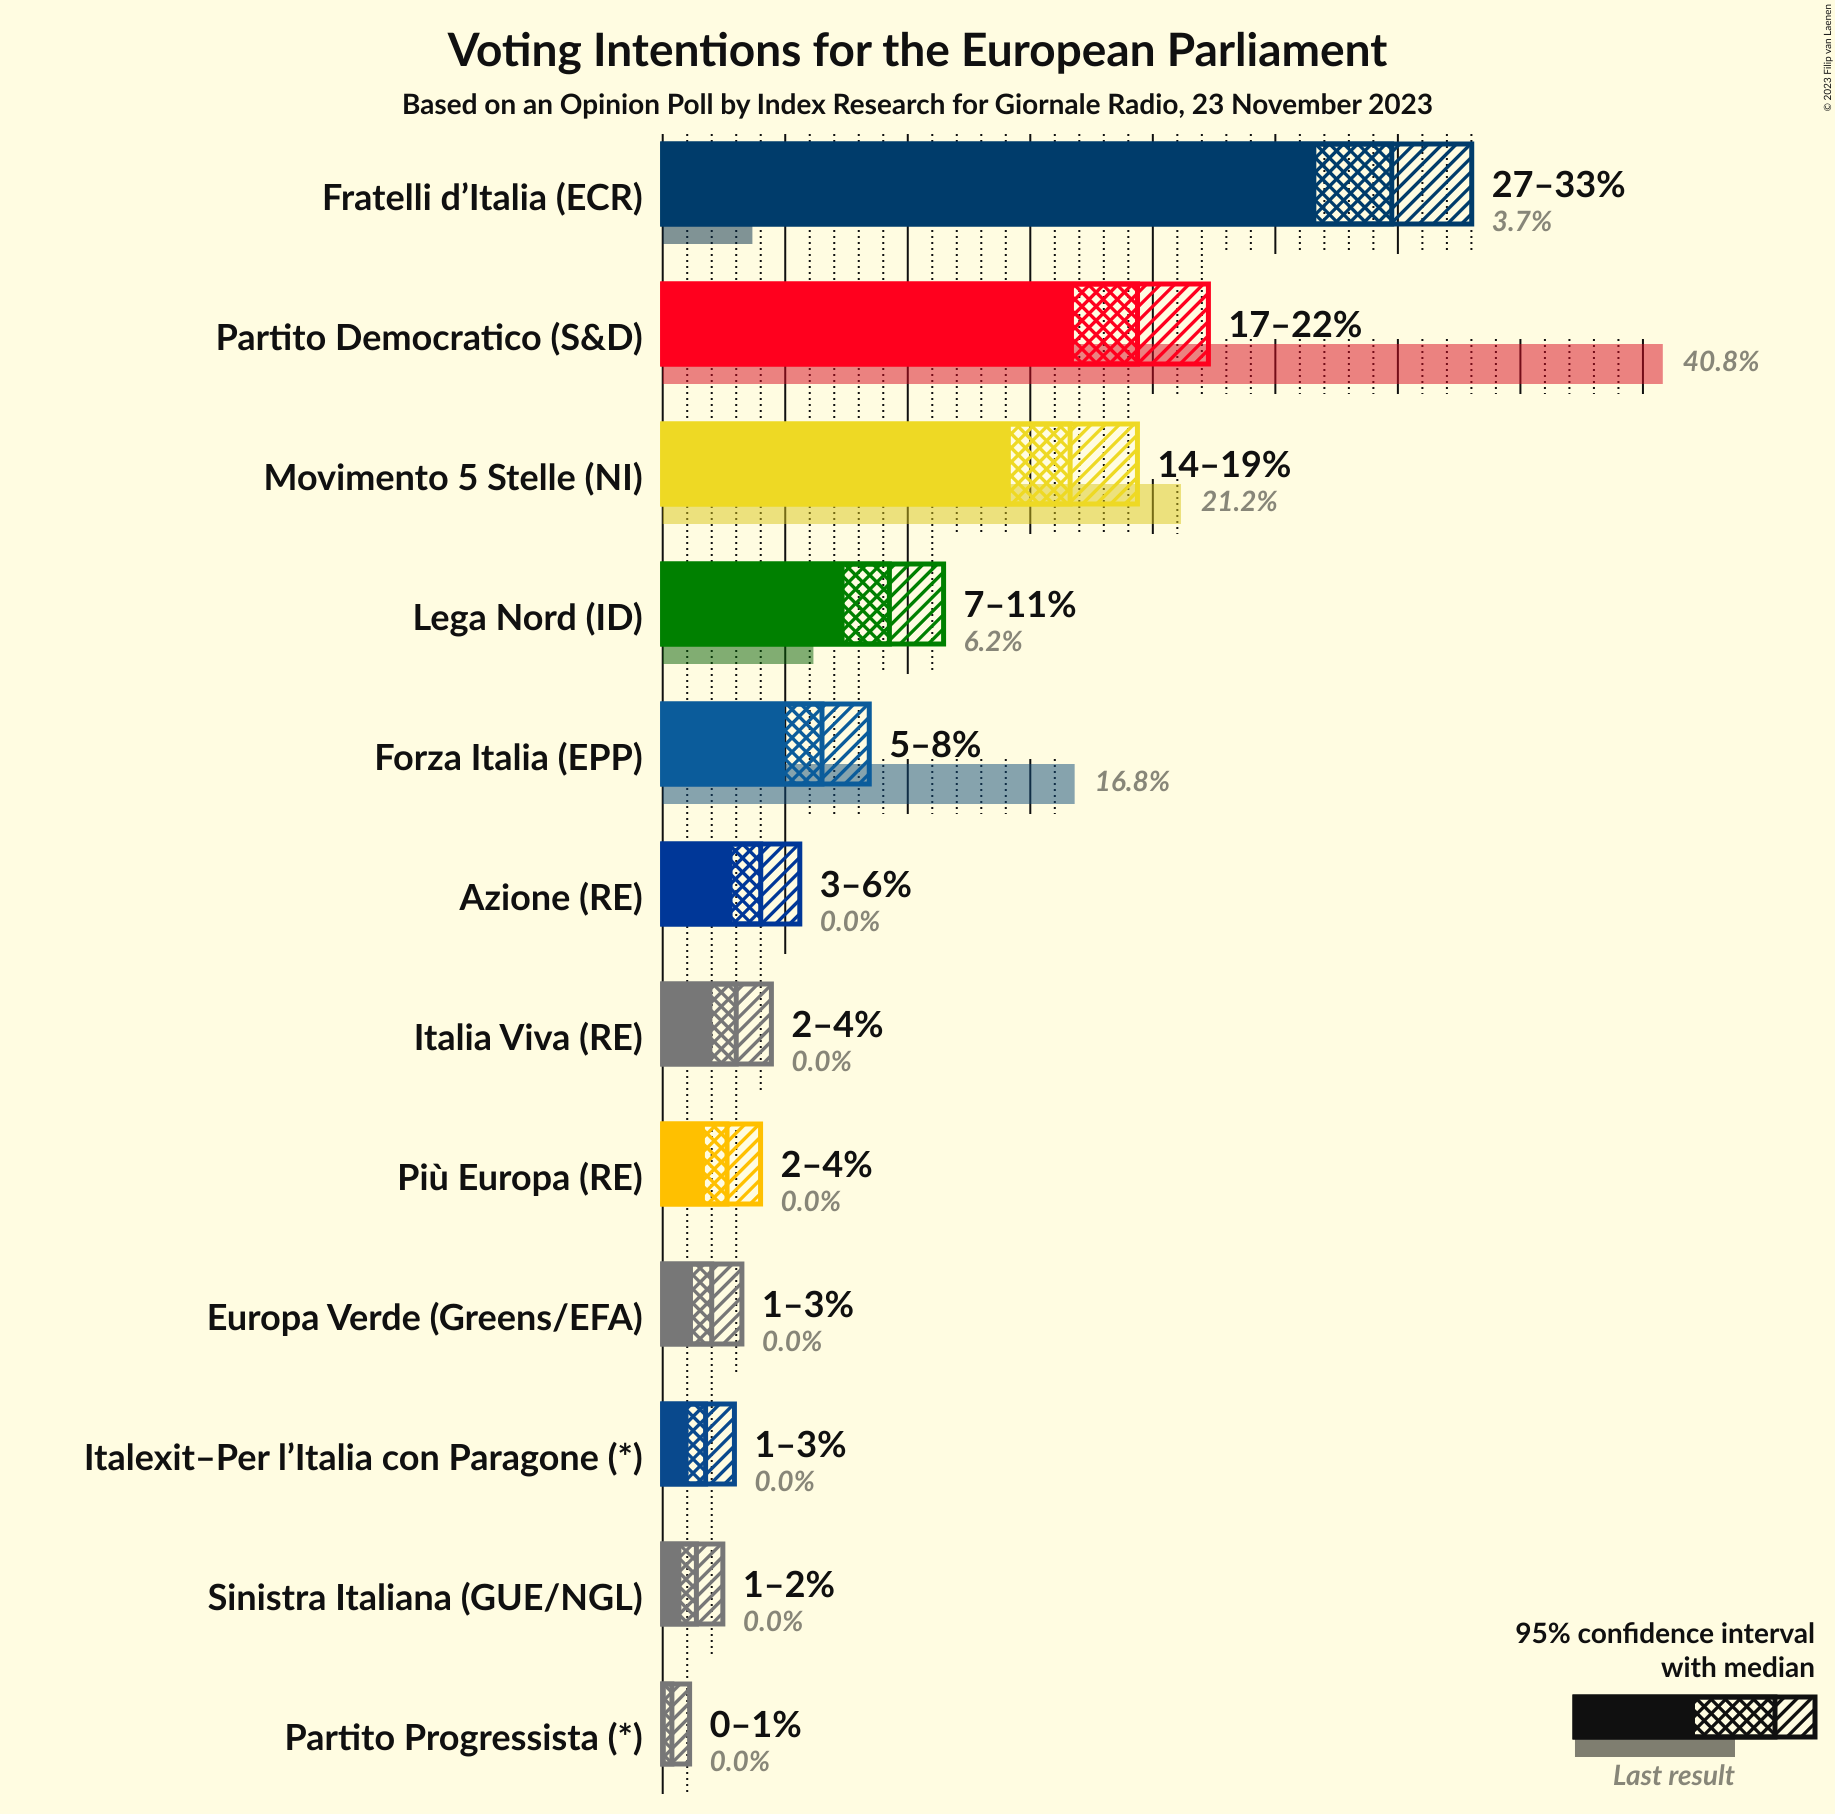 Voting Intentions for the European Parliament
Based on an Opinion Poll by Index Research for Giornale Radio, 23 November 2023
© 2023 Filip van Laenen
Fratelli d’Italia (ECR)
27–33%
3.7%
Partito Democratico (S&D)
17–22%
40.8%
Movimento 5 Stelle (NI)
14–19%
21.2%
Lega Nord (ID)
7–11%
6.2%
Forza Italia (EPP)
5–8%
16.8%
Azione (RE)
3–6%
0.0%
Italia Viva (RE)
2–4%
0.0%
Più Europa (RE)
2–4%
0.0%
Europa Verde (Greens/EFA)
1–3%
0.0%
Italexit–Per l’Italia con Paragone (*)
1–3%
0.0%
Sinistra Italiana (GUE/NGL)
1–2%
0.0%
Partito Progressista (*)
0–1%
0.0%
95% confidence interval
with median
Last result